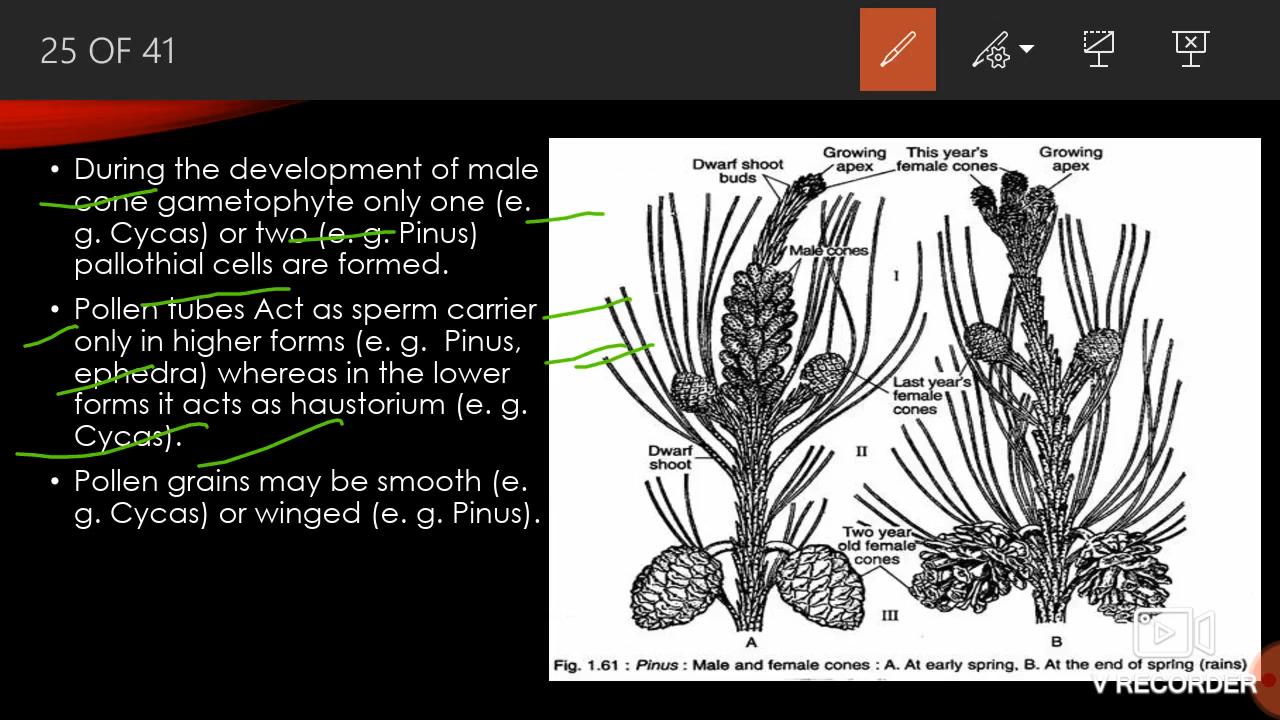 25 OF 41
• During the development of male
cone gametophyte only one (e.
g. Cycas) or two (e. g. Pinus)
pallothial cells are formed.
• Pollen tubes Act as sperm carrier
only in higher forms (e. g. Pinus,
ephedra) whereas in the lower
forms it acts as haustorium (e. g.
Cycas).
• Pollen grains may be smooth (e.
g. Cycas) or winged (e. g. Pinus).
Dwarf shoot
buds
Growing
apex
This year's
female cones
Growing
apex
Male cones
I
Last year's
female
cones
Dwarf
shoot
II
Two year
old female
cones
III
A
B
Fig. 1.61 : Pinus : Male and female cones : A. At early spring, B. At the end of spring (rains)
V RECORDER